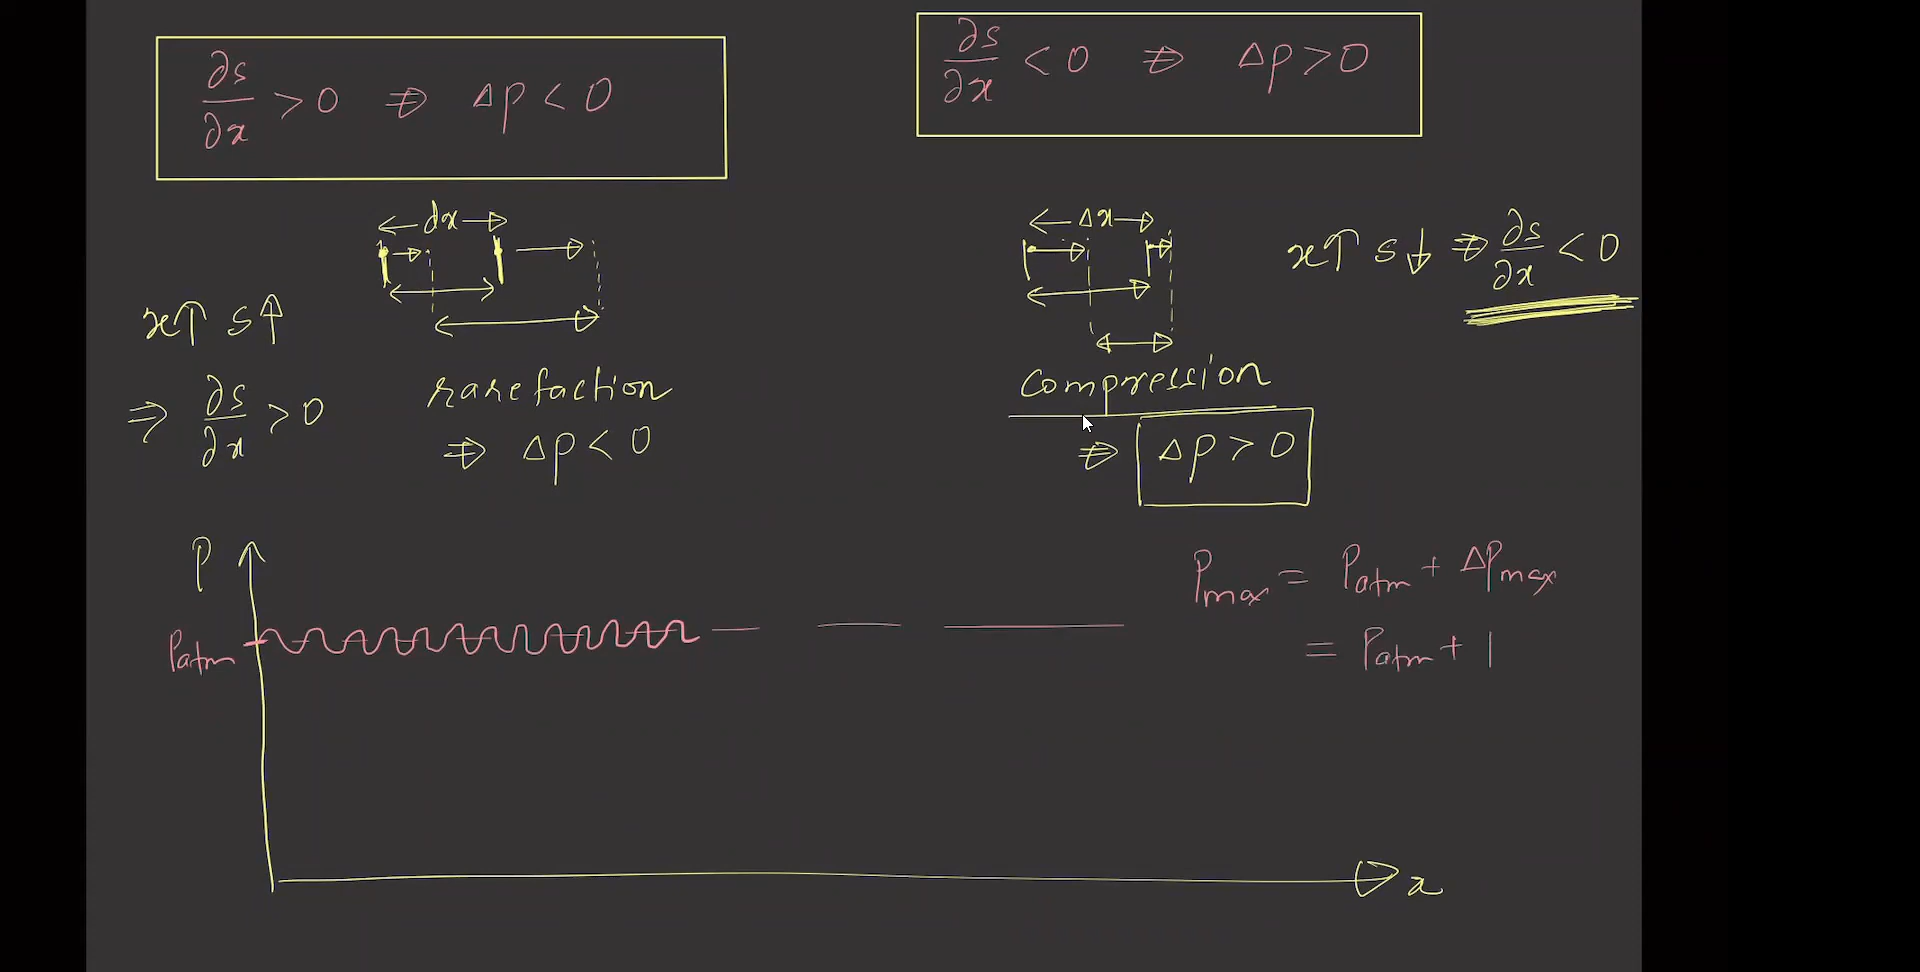 ∂s/∂x > 0 ⇒ Δp < 0
∂s/∂x < 0 ⇒ Δp > 0
dx
x↑ s↑
⇒ ∂s/∂x > 0
rarefaction
⇒ Δp < 0
Δx
x↑ s↓ ⇒ ∂s/∂x < 0
compression
⇒ Δp > 0
P
Patm
x
Pmax = Patm + ΔPmax
= Patm + 1